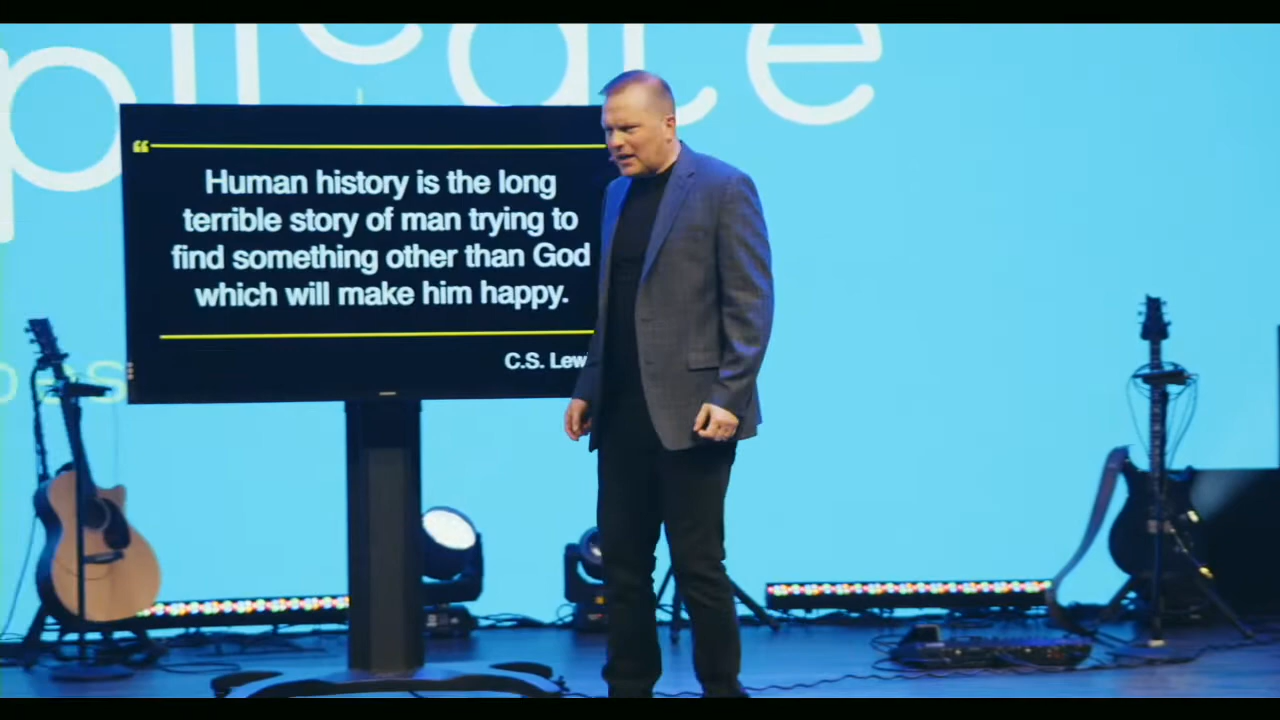 plicate
“
Human history is the long
terrible story of man trying to
find something other than God
which will make him happy.
C.S. Lew